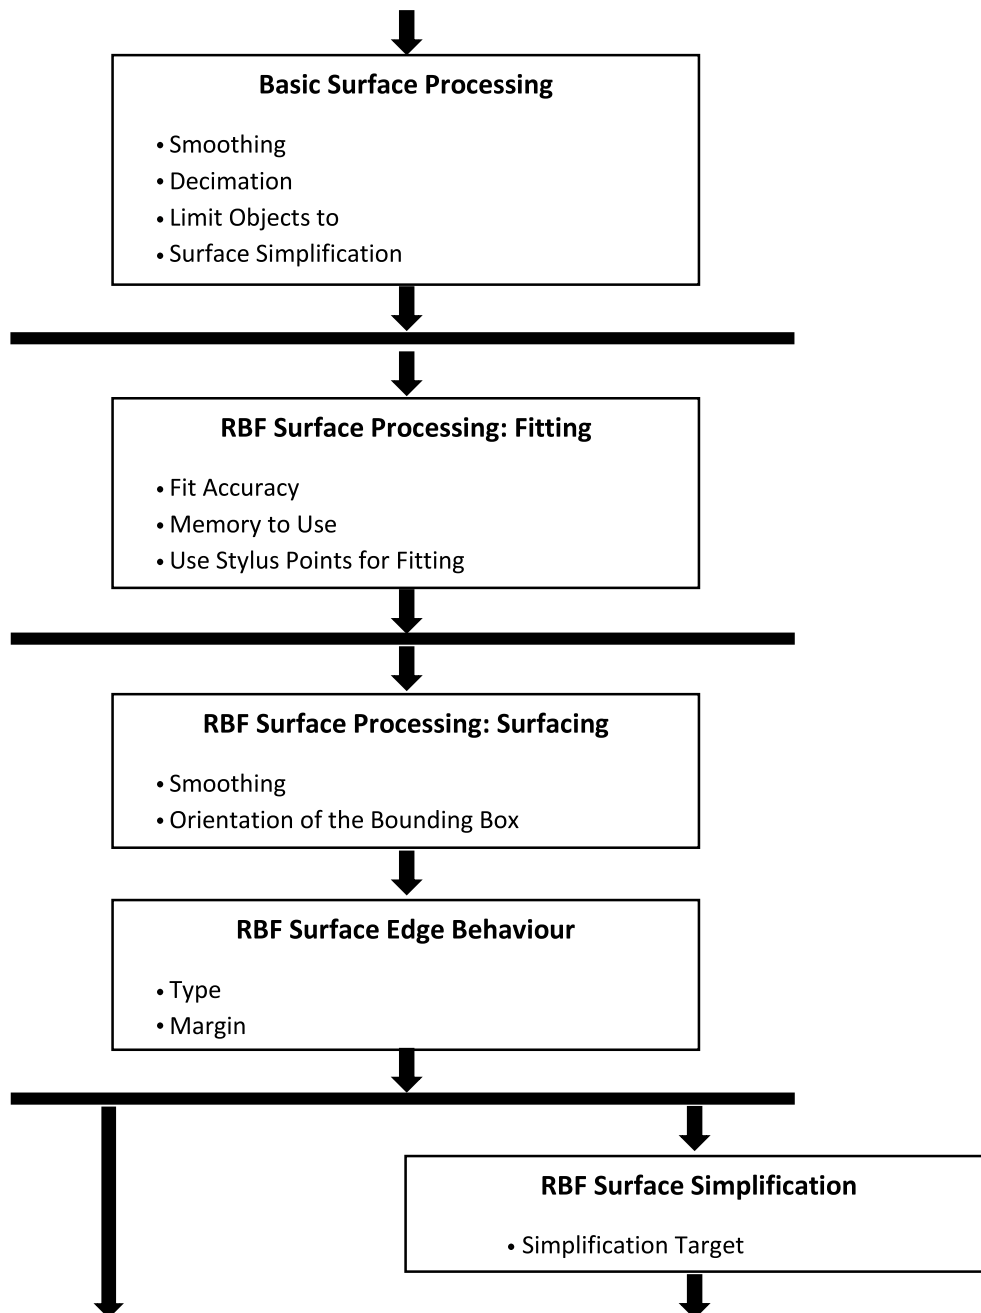 Basic Surface Processing
• Smoothing
• Decimation
• Limit Objects to
• Surface Simplification
RBF Surface Processing: Fitting
• Fit Accuracy
• Memory to Use
• Use Stylus Points for Fitting
RBF Surface Processing: Surfacing
• Smoothing
• Orientation of the Bounding Box
RBF Surface Edge Behaviour
• Type
• Margin
RBF Surface Simplification
• Simplification Target